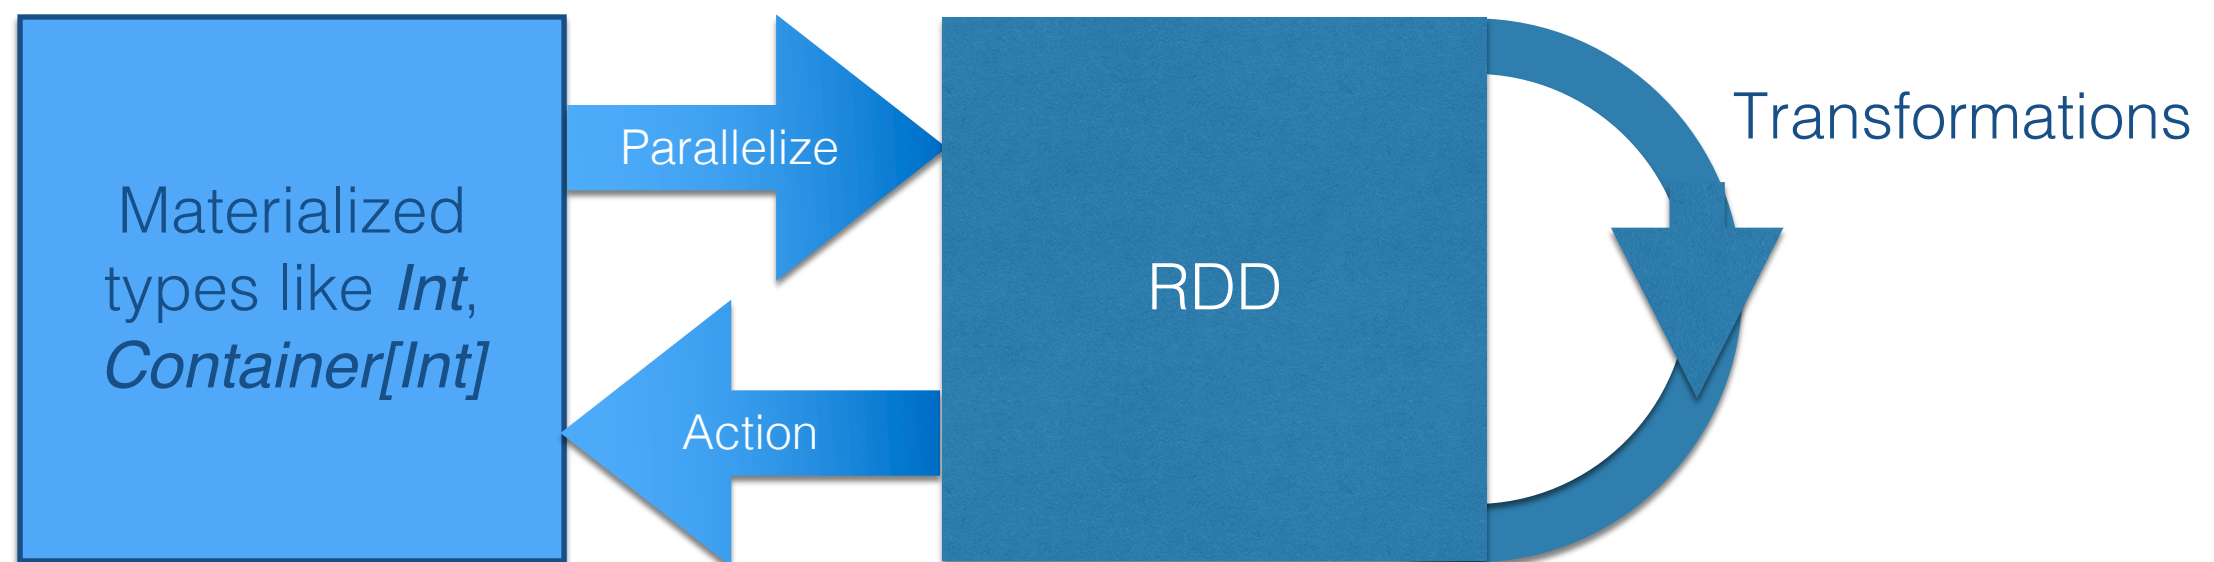 Materialized
types like Int,
Container[Int]
Parallelize
Action
RDD
Transformations